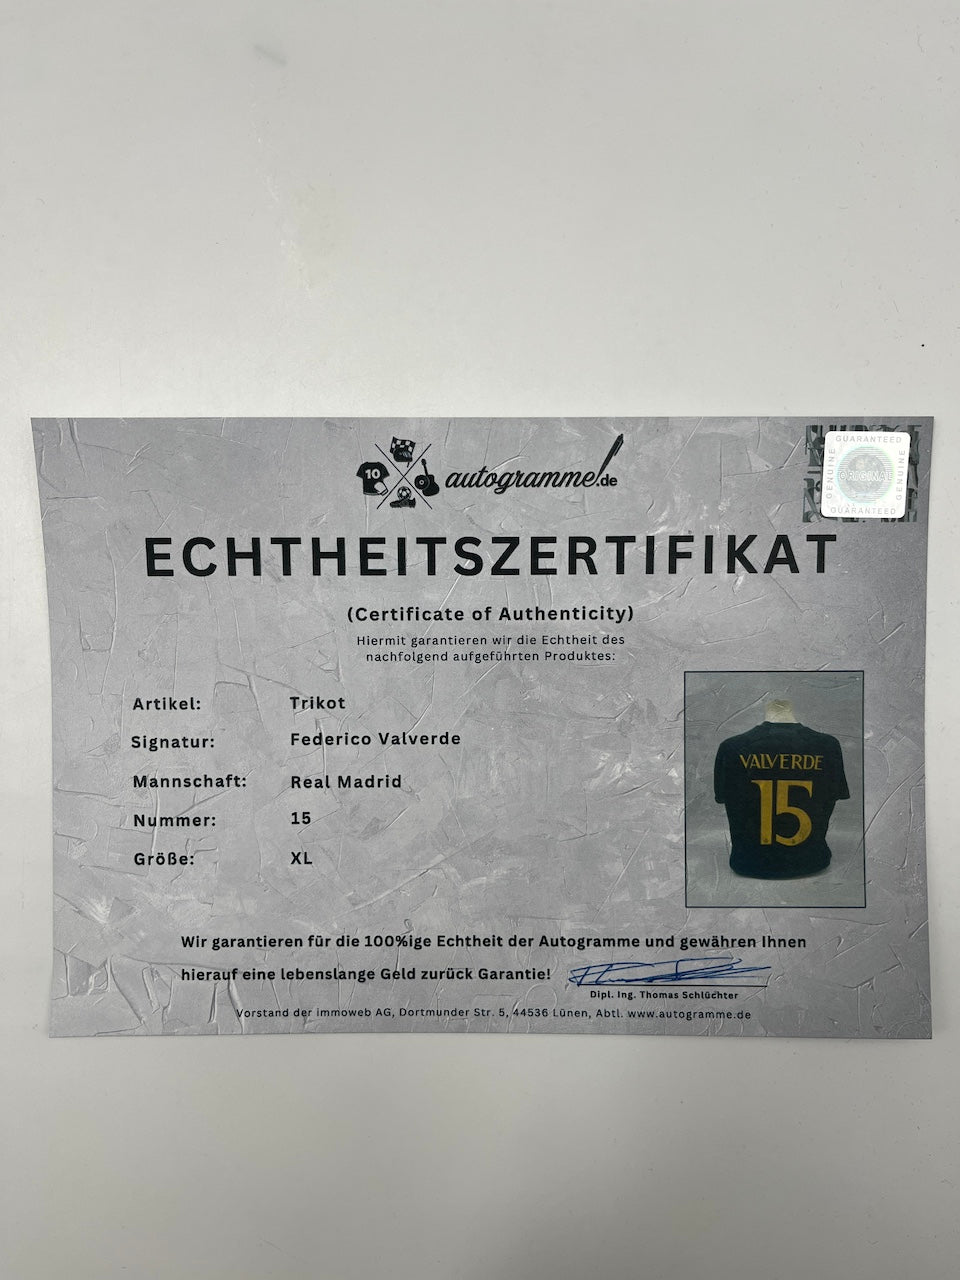 10
autogramme!.de
GUARANTEED
GENUINE
ORIGINAL
GENUINE
GUARANTEED
ECHTHEITSZERTIFIKAT
(Certificate of Authenticity)
Hiermit garantieren wir die Echtheit des
nachfolgend aufgeführten Produktes:
Artikel: Trikot
Signatur: Federico Valverde
Mannschaft: Real Madrid
Nummer: 15
Größe: XL
VALVERDE
15
Wir garantieren für die 100%ige Echtheit der Autogramme und gewähren Ihnen
hierauf eine lebenslange Geld zurück Garantie!
Dipl. Ing. Thomas Schlüchter
Vorstand der immoweb AG, Dortmunder Str. 5, 44536 Lünen, Abtl. www.autogramme.de